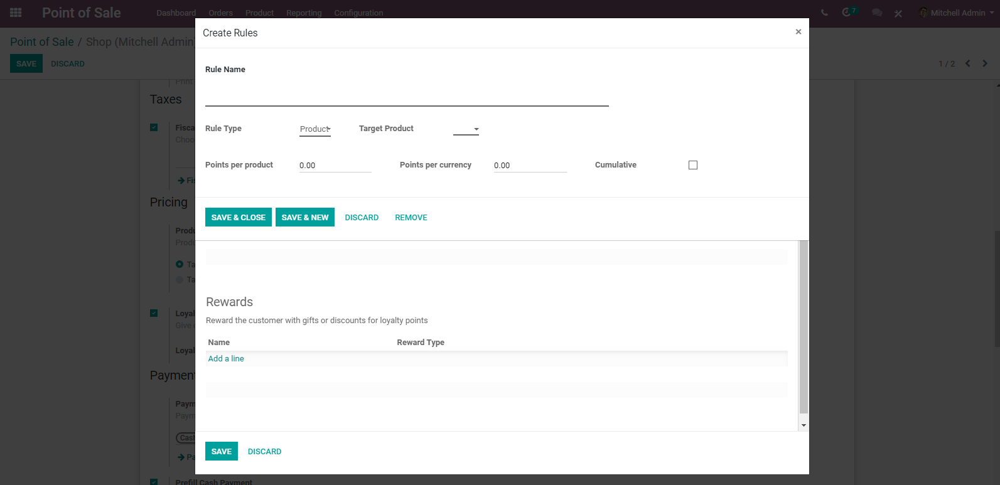 Point of Sale Dashboard Orders Product Reporting Configuration 7 Mitchell Admin
Create Rules ×
Point of Sale / Shop (Mitchell Admin)
SAVE DISCARD 1 / 2
Rule Name
Print
Taxes
Rule Type Product Target Product
Fisca
Choo
Points per product 0.00 Points per currency 0.00 Cumulative
Fi
Pricing
SAVE & CLOSE SAVE & NEW DISCARD REMOVE
Produ
Produ
Ta
Ta
Rewards
Loyal
Reward the customer with gifts or discounts for loyalty points
Give
Name Reward Type
Loyal
Add a line
Payment
Paym
Paym
Cas
SAVE DISCARD
Pa
Prefill Cash Payment